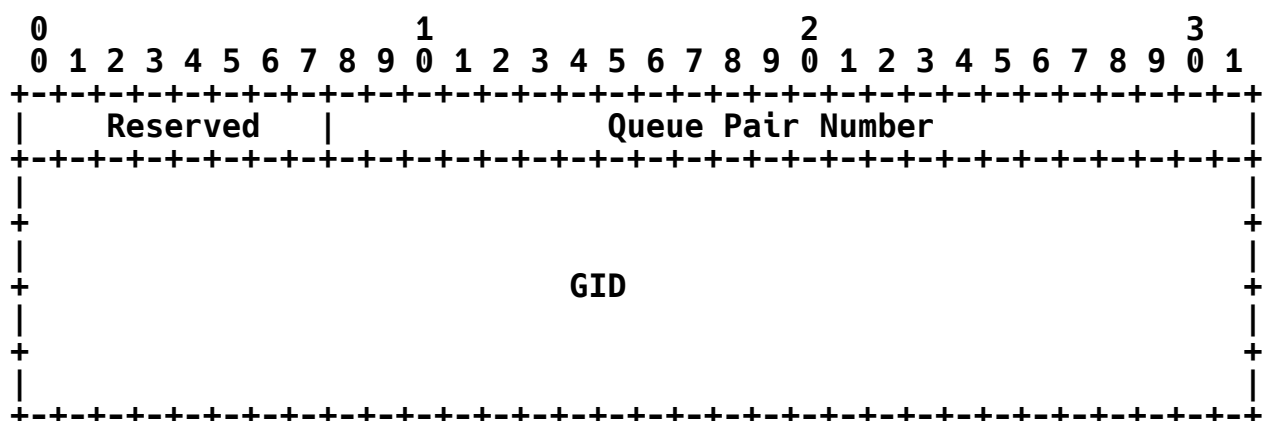 0                   1                   2                   3
 0 1 2 3 4 5 6 7 8 9 0 1 2 3 4 5 6 7 8 9 0 1 2 3 4 5 6 7 8 9 0 1
+-+-+-+-+-+-+-+-+-+-+-+-+-+-+-+-+-+-+-+-+-+-+-+-+-+-+-+-+-+-+-+-+
|    Reserved   |              Queue Pair Number                |
+-+-+-+-+-+-+-+-+-+-+-+-+-+-+-+-+-+-+-+-+-+-+-+-+-+-+-+-+-+-+-+-+
|                                                               |
+                                                               +
|                                                               |
+                            GID                                +
|                                                               |
+                                                               +
|                                                               |
+-+-+-+-+-+-+-+-+-+-+-+-+-+-+-+-+-+-+-+-+-+-+-+-+-+-+-+-+-+-+-+-+